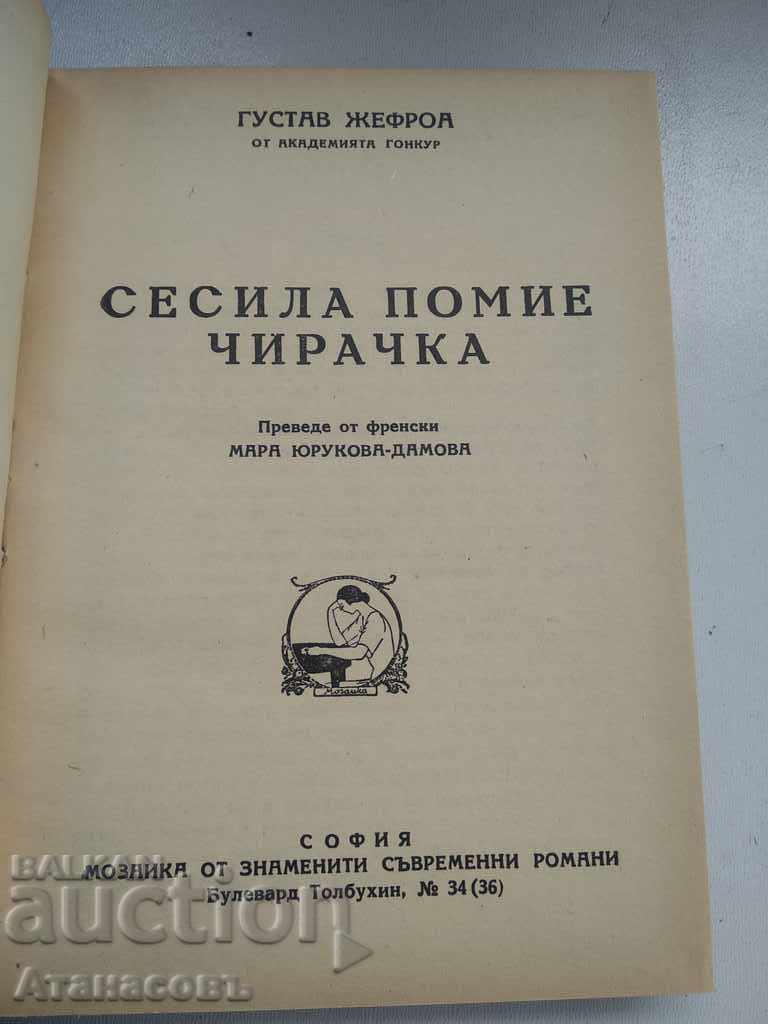 ГУСТАВ ЖЕФРОА
ОТ АКАДЕМИЯТА ГОНКУР
СЕСИЛА ПОМИЕ
ЧИРАЧКА
Преведе от френски
МАРА ЮРУКОВА-ДАМОВА
Мозайка
СОФИЯ
МОЗАЙКА ОТ ЗНАМЕНИТИ СЪВРЕМЕННИ РОМАНИ
Булевард Толбухин, № 34 (36)
BALKAN
auction
Атанасовъ